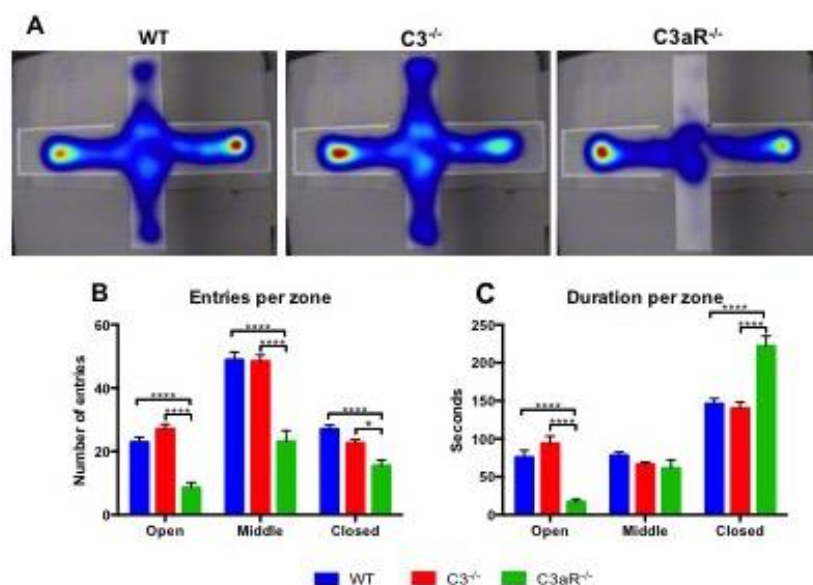 A
WT C3-/- C3aR-/-
B Entries per zone
Number of entries
60
40
20
0
**** **** **** **** **** *
Open Middle Closed
C Duration per zone
Seconds
250
200
150
100
50
0
**** **** **** ****
Open Middle Closed
WT C3-/- C3aR-/-